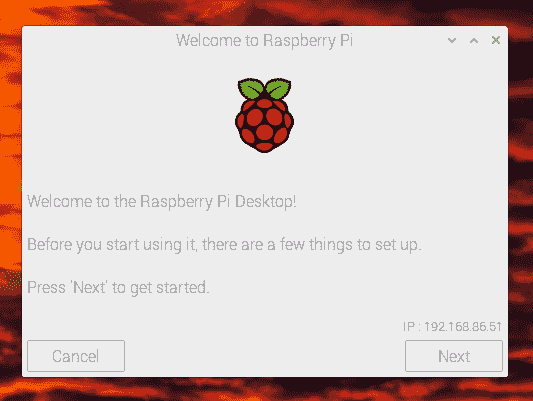 Welcome to Raspberry Pi
Welcome to the Raspberry Pi Desktop!
Before you start using it, there are a few things to set up.
Press 'Next' to get started.
IP : 192.168.86.51
Cancel
Next